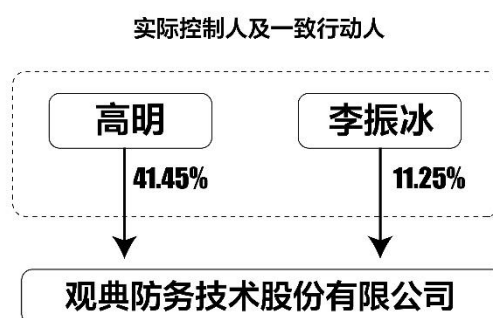 实际控制人及一致行动人
高明 李振冰
41.45% 11.25%
观典防务技术股份有限公司